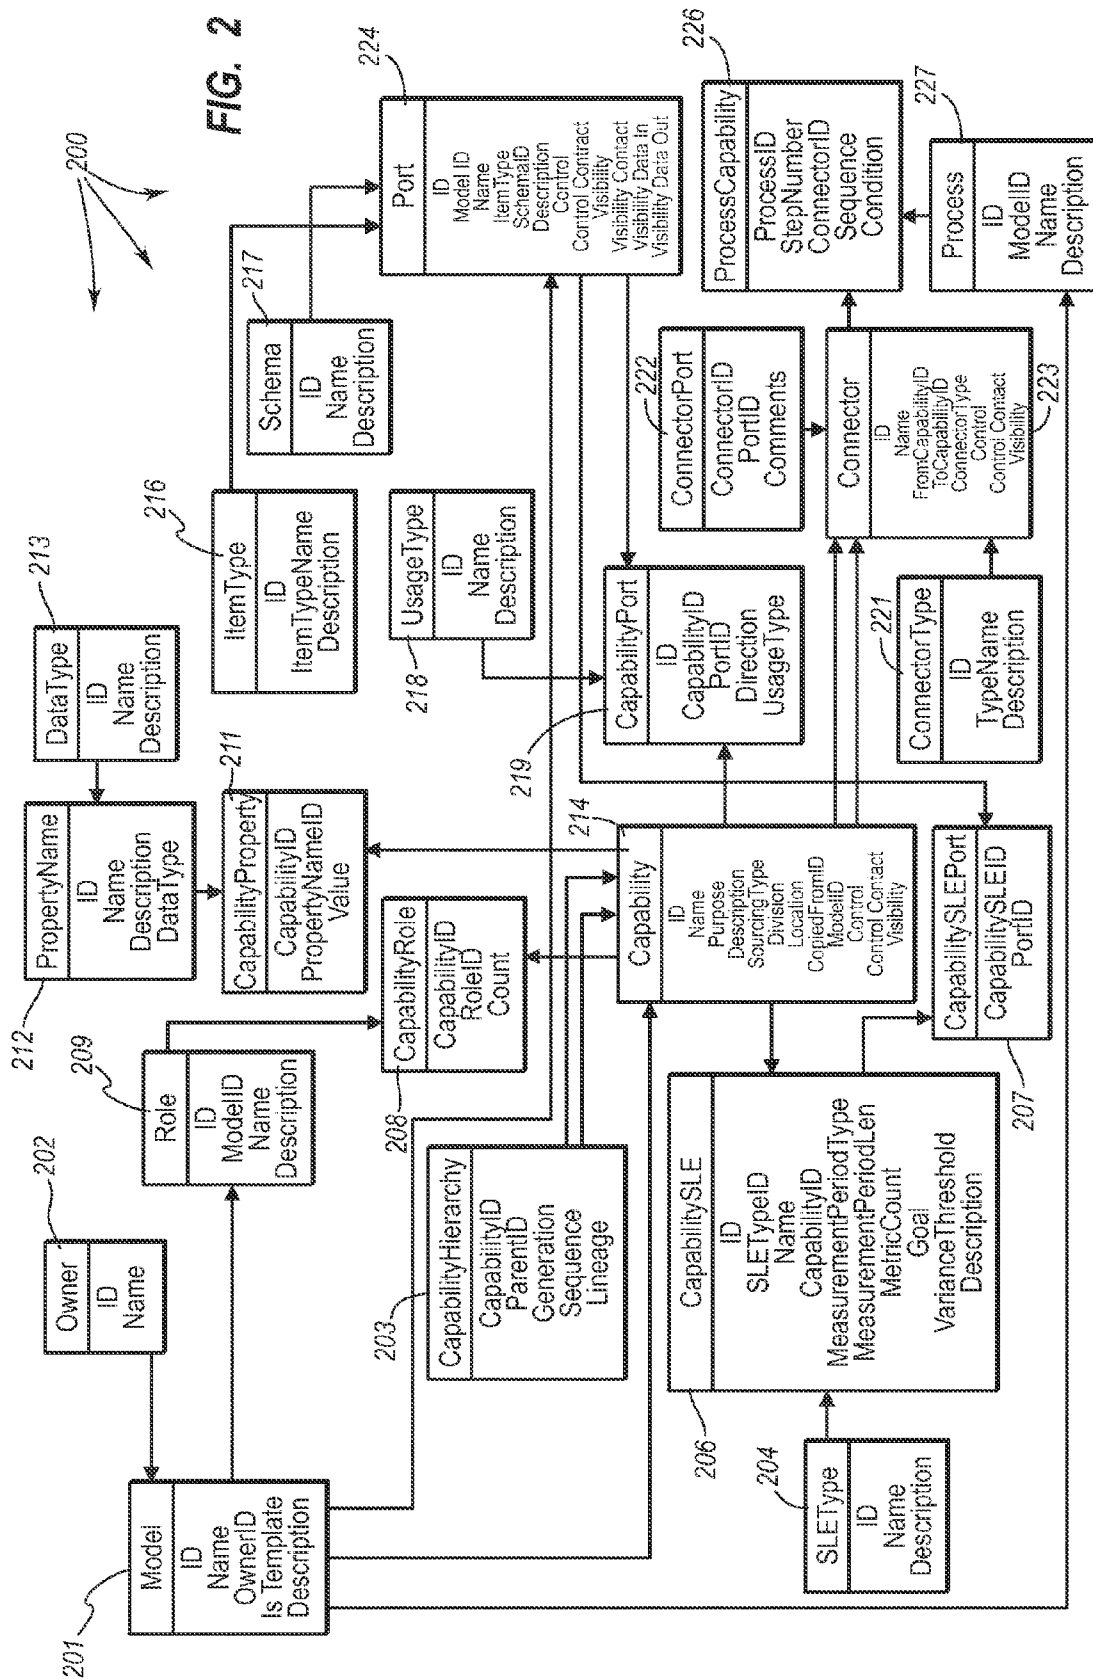 FIG. 2
200
201
Model
ID
Name
OwnerID
Is Template
Description
202
Owner
ID
Name
209
Role
ID
ModelID
Name
Description
212
PropertyName
ID
Name
Description
DataType
213
DataType
ID
Name
Description
211
CapabilityProperty
CapabilityID
PropertyNameID
Value
208
CapabilityRole
CapabilityID
RoleID
Count
203
CapabilityHierarchy
CapabilityID
ParentID
Generation
Sequence
Lineage
216
ItemType
ID
ItemTypeName
Description
217
Schema
ID
Name
Description
224
Port
ID
Model ID
Name
ItemType
SchemaID
Description
Control
Control Contract
Visibility
Visibility Contact
Visibility Data In
Visibility Data Out
218
UsageType
ID
Name
Description
219
CapabilityPort
ID
CapabilityID
PortID
Direction
UsageType
214
Capability
ID
Name
Purpose
Description
SourcingType
Division
Location
CopiedFromID
ModelID
Control
Control Contact
Visibility
204
SLEType
ID
Name
Description
206
CapabilitySLE
ID
SLETypeID
Name
CapabilityID
MeasurementPeriodType
MeasurementPeriodLen
MetricCount
Goal
VarianceThreshold
Description
207
CapabilitySLEPort
CapabilitySLEID
PortID
221
ConnectorType
ID
TypeName
Description
222
ConnectorPort
ConnectorID
PortID
Comments
223
Connector
ID
Name
FromCapabilityID
ToCapabilityID
ConnectorType
Control
Control Contact
Visibility
226
ProcessCapability
ProcessID
StepNumber
ConnectorID
Sequence
Condition
227
Process
ID
ModelID
Name
Description